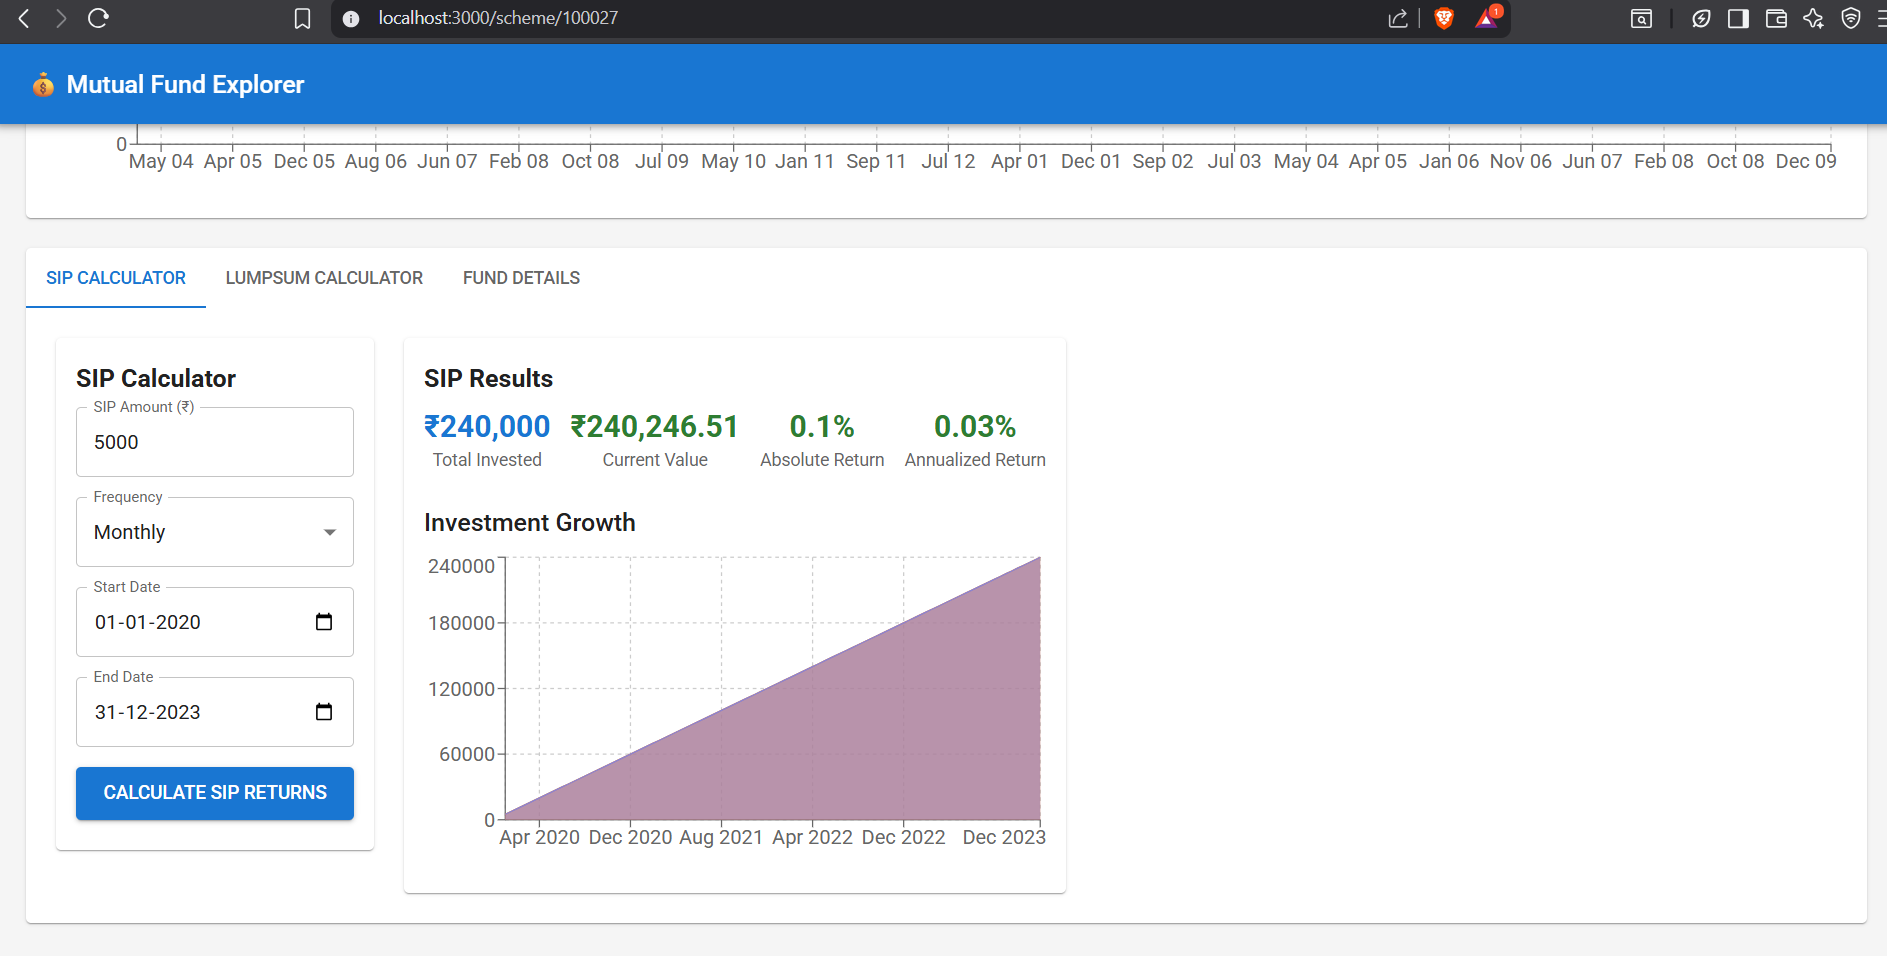 localhost:3000/scheme/100027
1
💰 Mutual Fund Explorer
0
May 04 Apr 05 Dec 05 Aug 06 Jun 07 Feb 08 Oct 08 Jul 09 May 10 Jan 11 Sep 11 Jul 12 Apr 01 Dec 01 Sep 02 Jul 03 May 04 Apr 05 Jan 06 Nov 06 Jun 07 Feb 08 Oct 08 Dec 09
SIP CALCULATOR LUMPSUM CALCULATOR FUND DETAILS
SIP Calculator
SIP Amount (₹)
5000
Frequency
Monthly
Start Date
01-01-2020
End Date
31-12-2023
CALCULATE SIP RETURNS
SIP Results
₹240,000 ₹240,246.51 0.1% 0.03%
Total Invested Current Value Absolute Return Annualized Return
Investment Growth
240000
180000
120000
60000
0
Apr 2020 Dec 2020 Aug 2021 Apr 2022 Dec 2022 Dec 2023